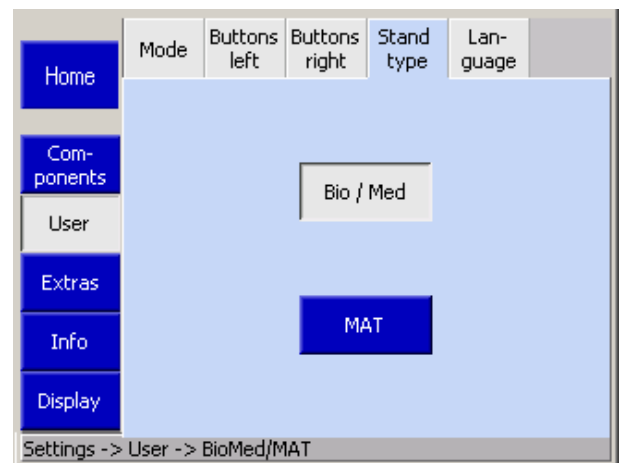 Home
Com-
ponents
User
Extras
Info
Display
Mode
Buttons
left
Buttons
right
Stand
type
Lan-
guage
Bio / Med
MAT
Settings -> User -> BioMed/MAT